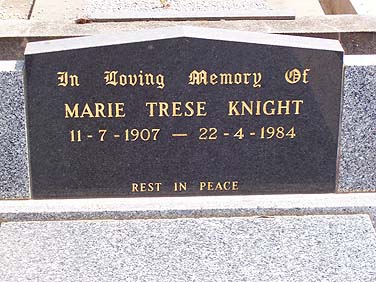 In Loving Memory Of
MARIE TRESE KNIGHT
11-7-1907 — 22-4-1984
REST IN PEACE